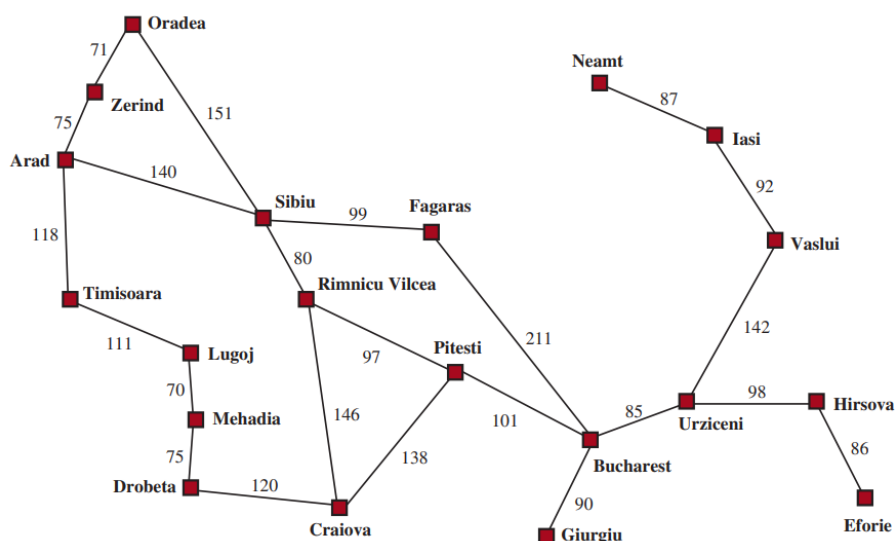 Oradea
71
Neamt
Zerind
87
75
151
Iasi
Arad
140
92
Sibiu
Fagaras
99
118
Vaslui
80
Timisoara
Rimnicu Vilcea
142
111
211
Lugoj
97
Pitesti
70
98
Hirsova
146
85
Mehadia
101
Urziceni
138
86
75
Bucharest
Drobeta
120
90
Craiova
Eforie
Giurgiu